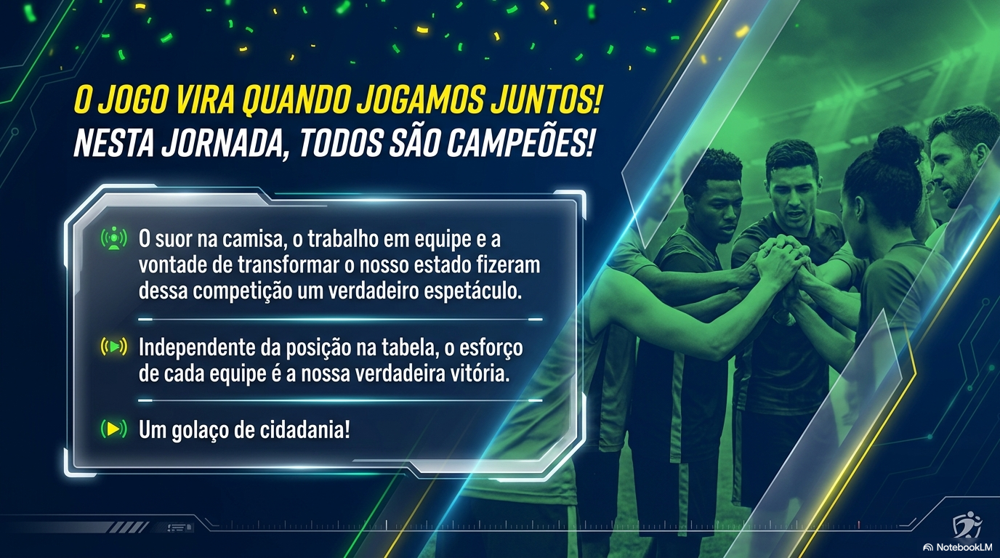 O JOGO VIRA QUANDO JOGAMOS JUNTOS!
NESTA JORNADA, TODOS SÃO CAMPEÕES!
O suor na camisa, o trabalho em equipe e a
vontade de transformar o nosso estado fizeram
dessa competição um verdadeiro espetáculo.
Independente da posição na tabela, o esforço
de cada equipe é a nossa verdadeira vitória.
Um golaço de cidadania!
NotebookLM